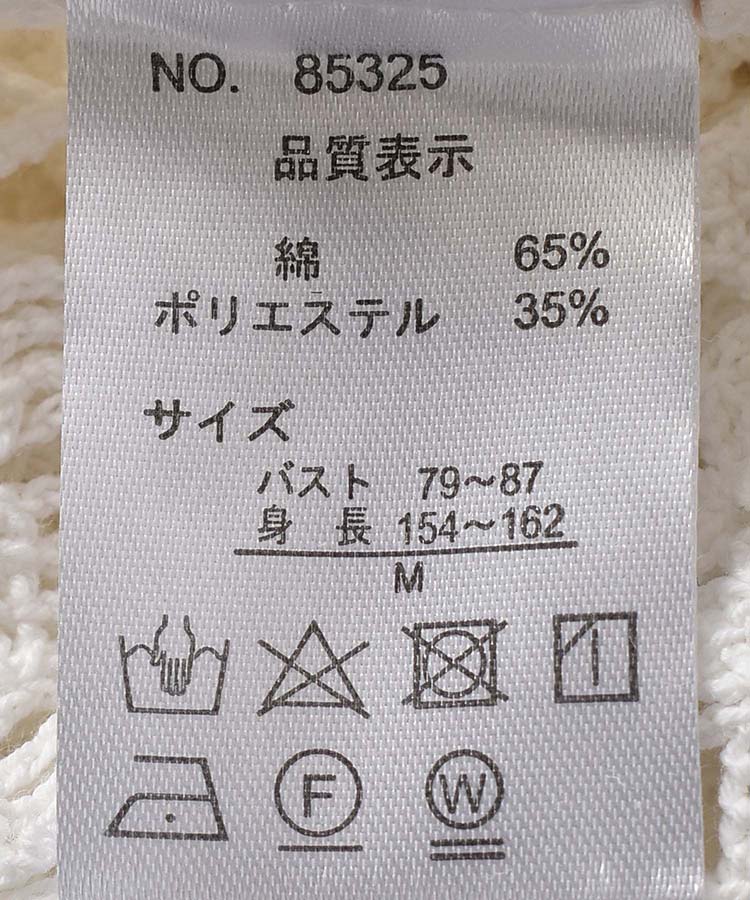 NO. 85325
品質表示
綿 65%
ポリエステル 35%
サイズ
バスト 79～87
身 長 154～162
M
F W